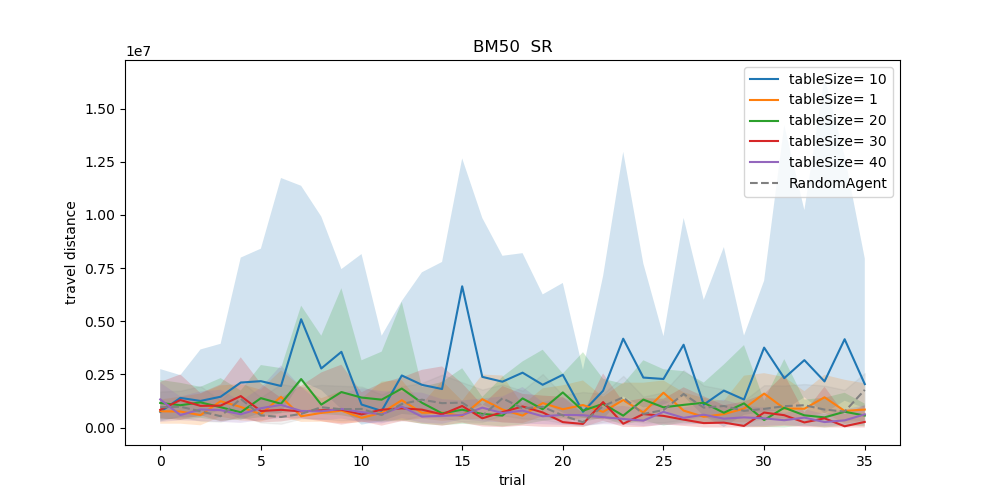 BM50 SR
1e7
travel distance
1.50
1.25
1.00
0.75
0.50
0.25
0.00
tableSize= 10
tableSize= 1
tableSize= 20
tableSize= 30
tableSize= 40
RandomAgent
0 5 10 15 20 25 30 35
trial